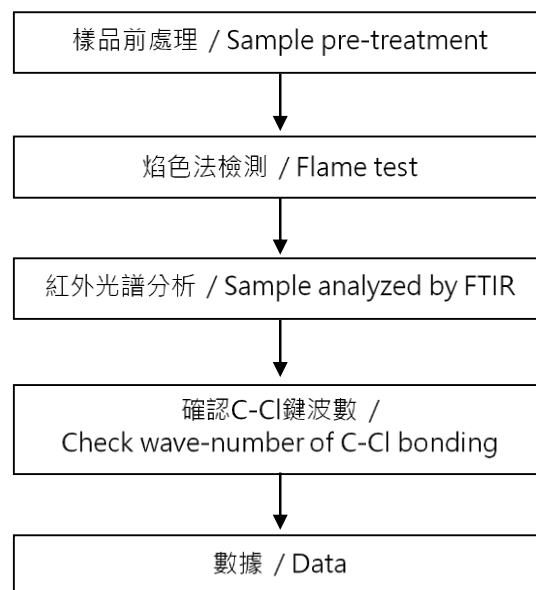 樣品前處理 / Sample pre-treatment
焰色法檢測 / Flame test
紅外光譜分析 / Sample analyzed by FTIR
確認C-Cl鍵波數 /
Check wave-number of C-Cl bonding
數據 / Data